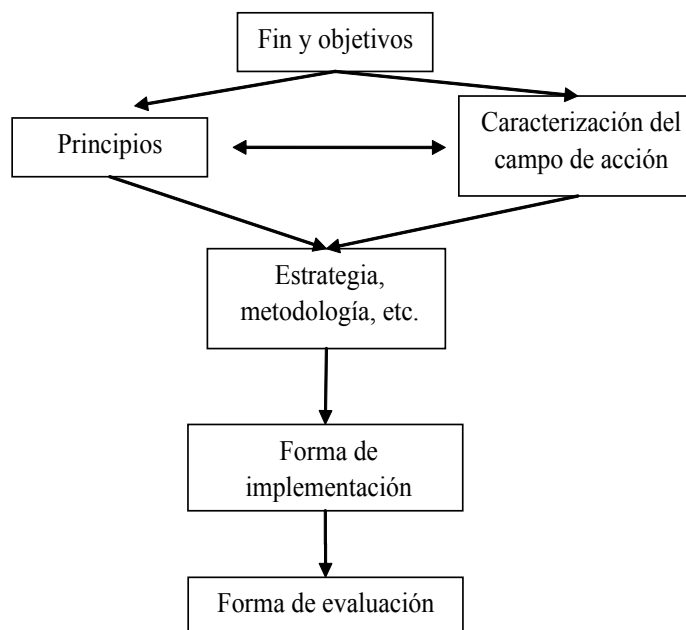 Fin y objetivos
Principios
Caracterización del
campo de acción
Estrategia,
metodología, etc.
Forma de
implementación
Forma de evaluación